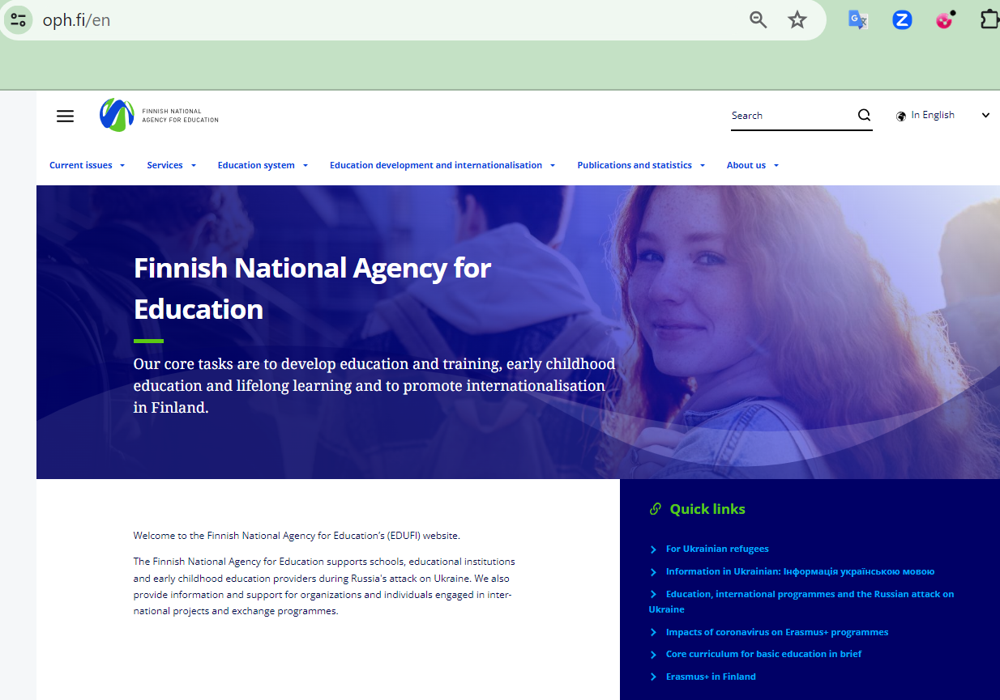 oph.fi/en
FINNISH NATIONAL
AGENCY FOR EDUCATION
Search
In English
Current issues
Services
Education system
Education development and internationalisation
Publications and statistics
About us
Finnish National Agency for
Education
Our core tasks are to develop education and training, early childhood
education and lifelong learning and to promote internationalisation
in Finland.
Welcome to the Finnish National Agency for Education's (EDUFI) website.
The Finnish National Agency for Education supports schools, educational institutions
and early childhood education providers during Russia's attack on Ukraine. We also
provide information and support for organizations and individuals engaged in inter-
national projects and exchange programmes.
Quick links
For Ukrainian refugees
Information in Ukrainian: Інформація українською мовою
Education, international programmes and the Russian attack on
Ukraine
Impacts of coronavirus on Erasmus+ programmes
Core curriculum for basic education in brief
Erasmus+ in Finland